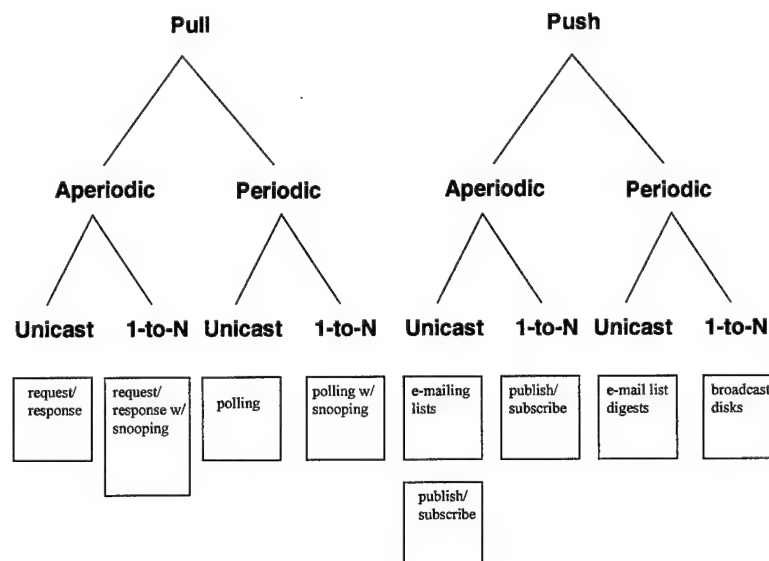 Pull Push
Aperiodic Periodic Aperiodic Periodic
Unicast 1-to-N Unicast 1-to-N Unicast 1-to-N Unicast 1-to-N
request/
response
request/
response w/
snooping
polling
polling w/
snooping
e-mailing
lists
publish/
subscribe
e-mail list
digests
broadcast
disks
publish/
subscribe